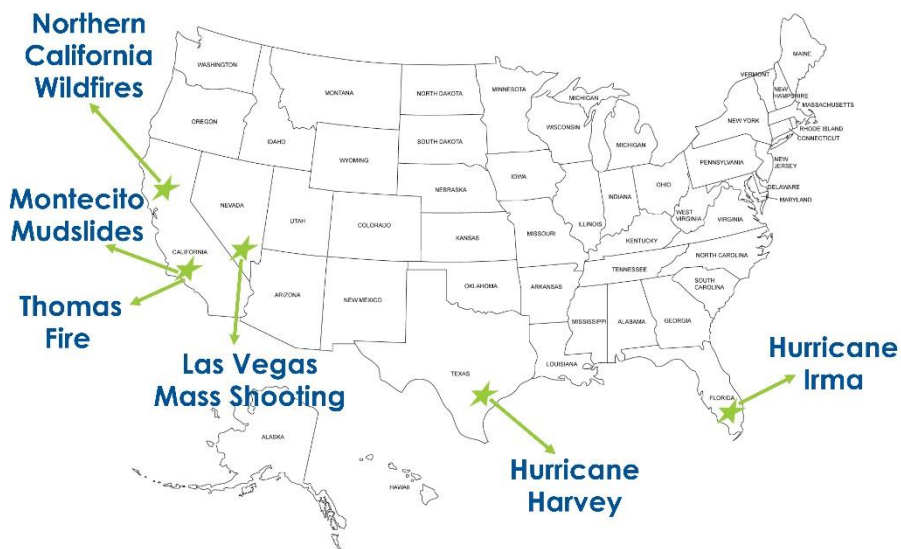 Northern
California
Wildfires
Montecito
Mudslides
Thomas
Fire
Las Vegas
Mass Shooting
Hurricane
Harvey
Hurricane
Irma
WASHINGTON
OREGON
CALIFORNIA
NEVADA
IDAHO
MONTANA
WYOMING
UTAH
ARIZONA
COLORADO
NEW MEXICO
NORTH DAKOTA
SOUTH DAKOTA
NEBRASKA
KANSAS
OKLAHOMA
TEXAS
MINNESOTA
IOWA
MISSOURI
ARKANSAS
LOUISIANA
WISCONSIN
MICHIGAN
MICHIGAN
ILLINOIS
INDIANA
OHIO
KENTUCKY
TENNESSEE
MISSISSIPPI
ALABAMA
GEORGIA
FLORIDA
SOUTH
CAROLINA
NORTH CAROLINA
VIRGINIA
WEST
VIRGINIA
PENNSYLVANIA
NEW YORK
VERMONT
NEW
HAMPSHIRE
MAINE
MASSACHUSETTS
RHODE ISLAND
CONNECTICUT
NEW
JERSEY
DELAWARE
MARYLAND
ALASKA
HAWAII